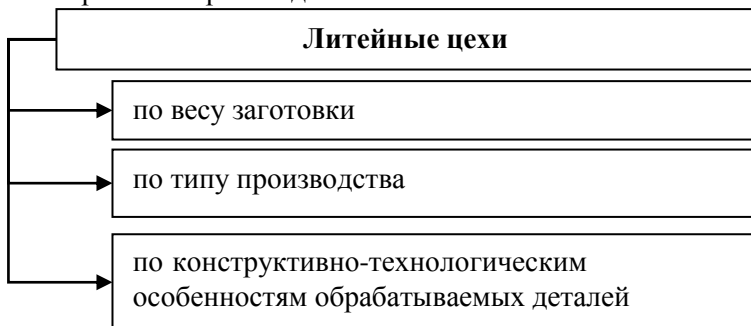 Литейные цехи
по весу заготовки
по типу производства
по конструктивно-технологическим
особенностям обрабатываемых деталей